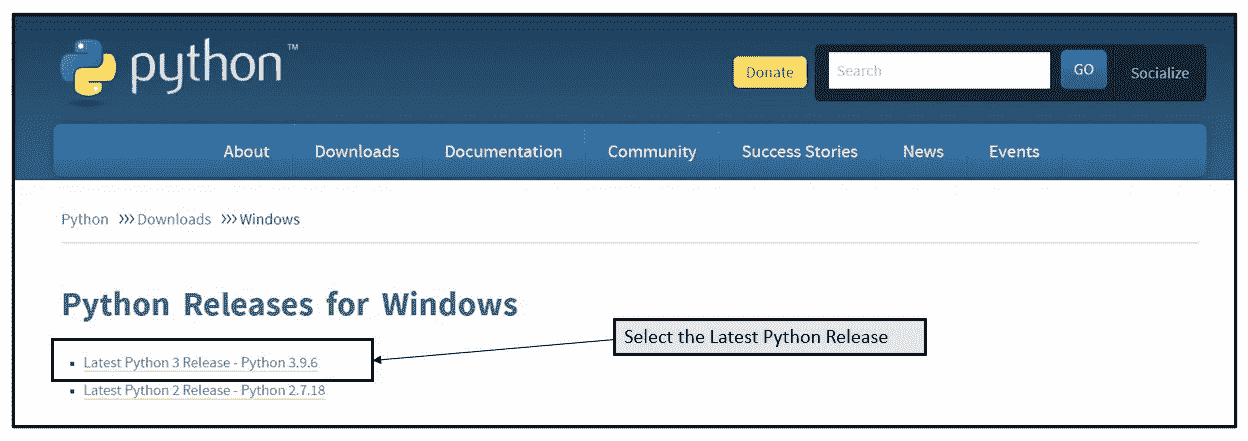 python™
Donate
Search
GO
Socialize
About Downloads Documentation Community Success Stories News Events
Python >>> Downloads >>> Windows
Python Releases for Windows
Select the Latest Python Release
Latest Python 3 Release - Python 3.9.6
Latest Python 2 Release - Python 2.7.18